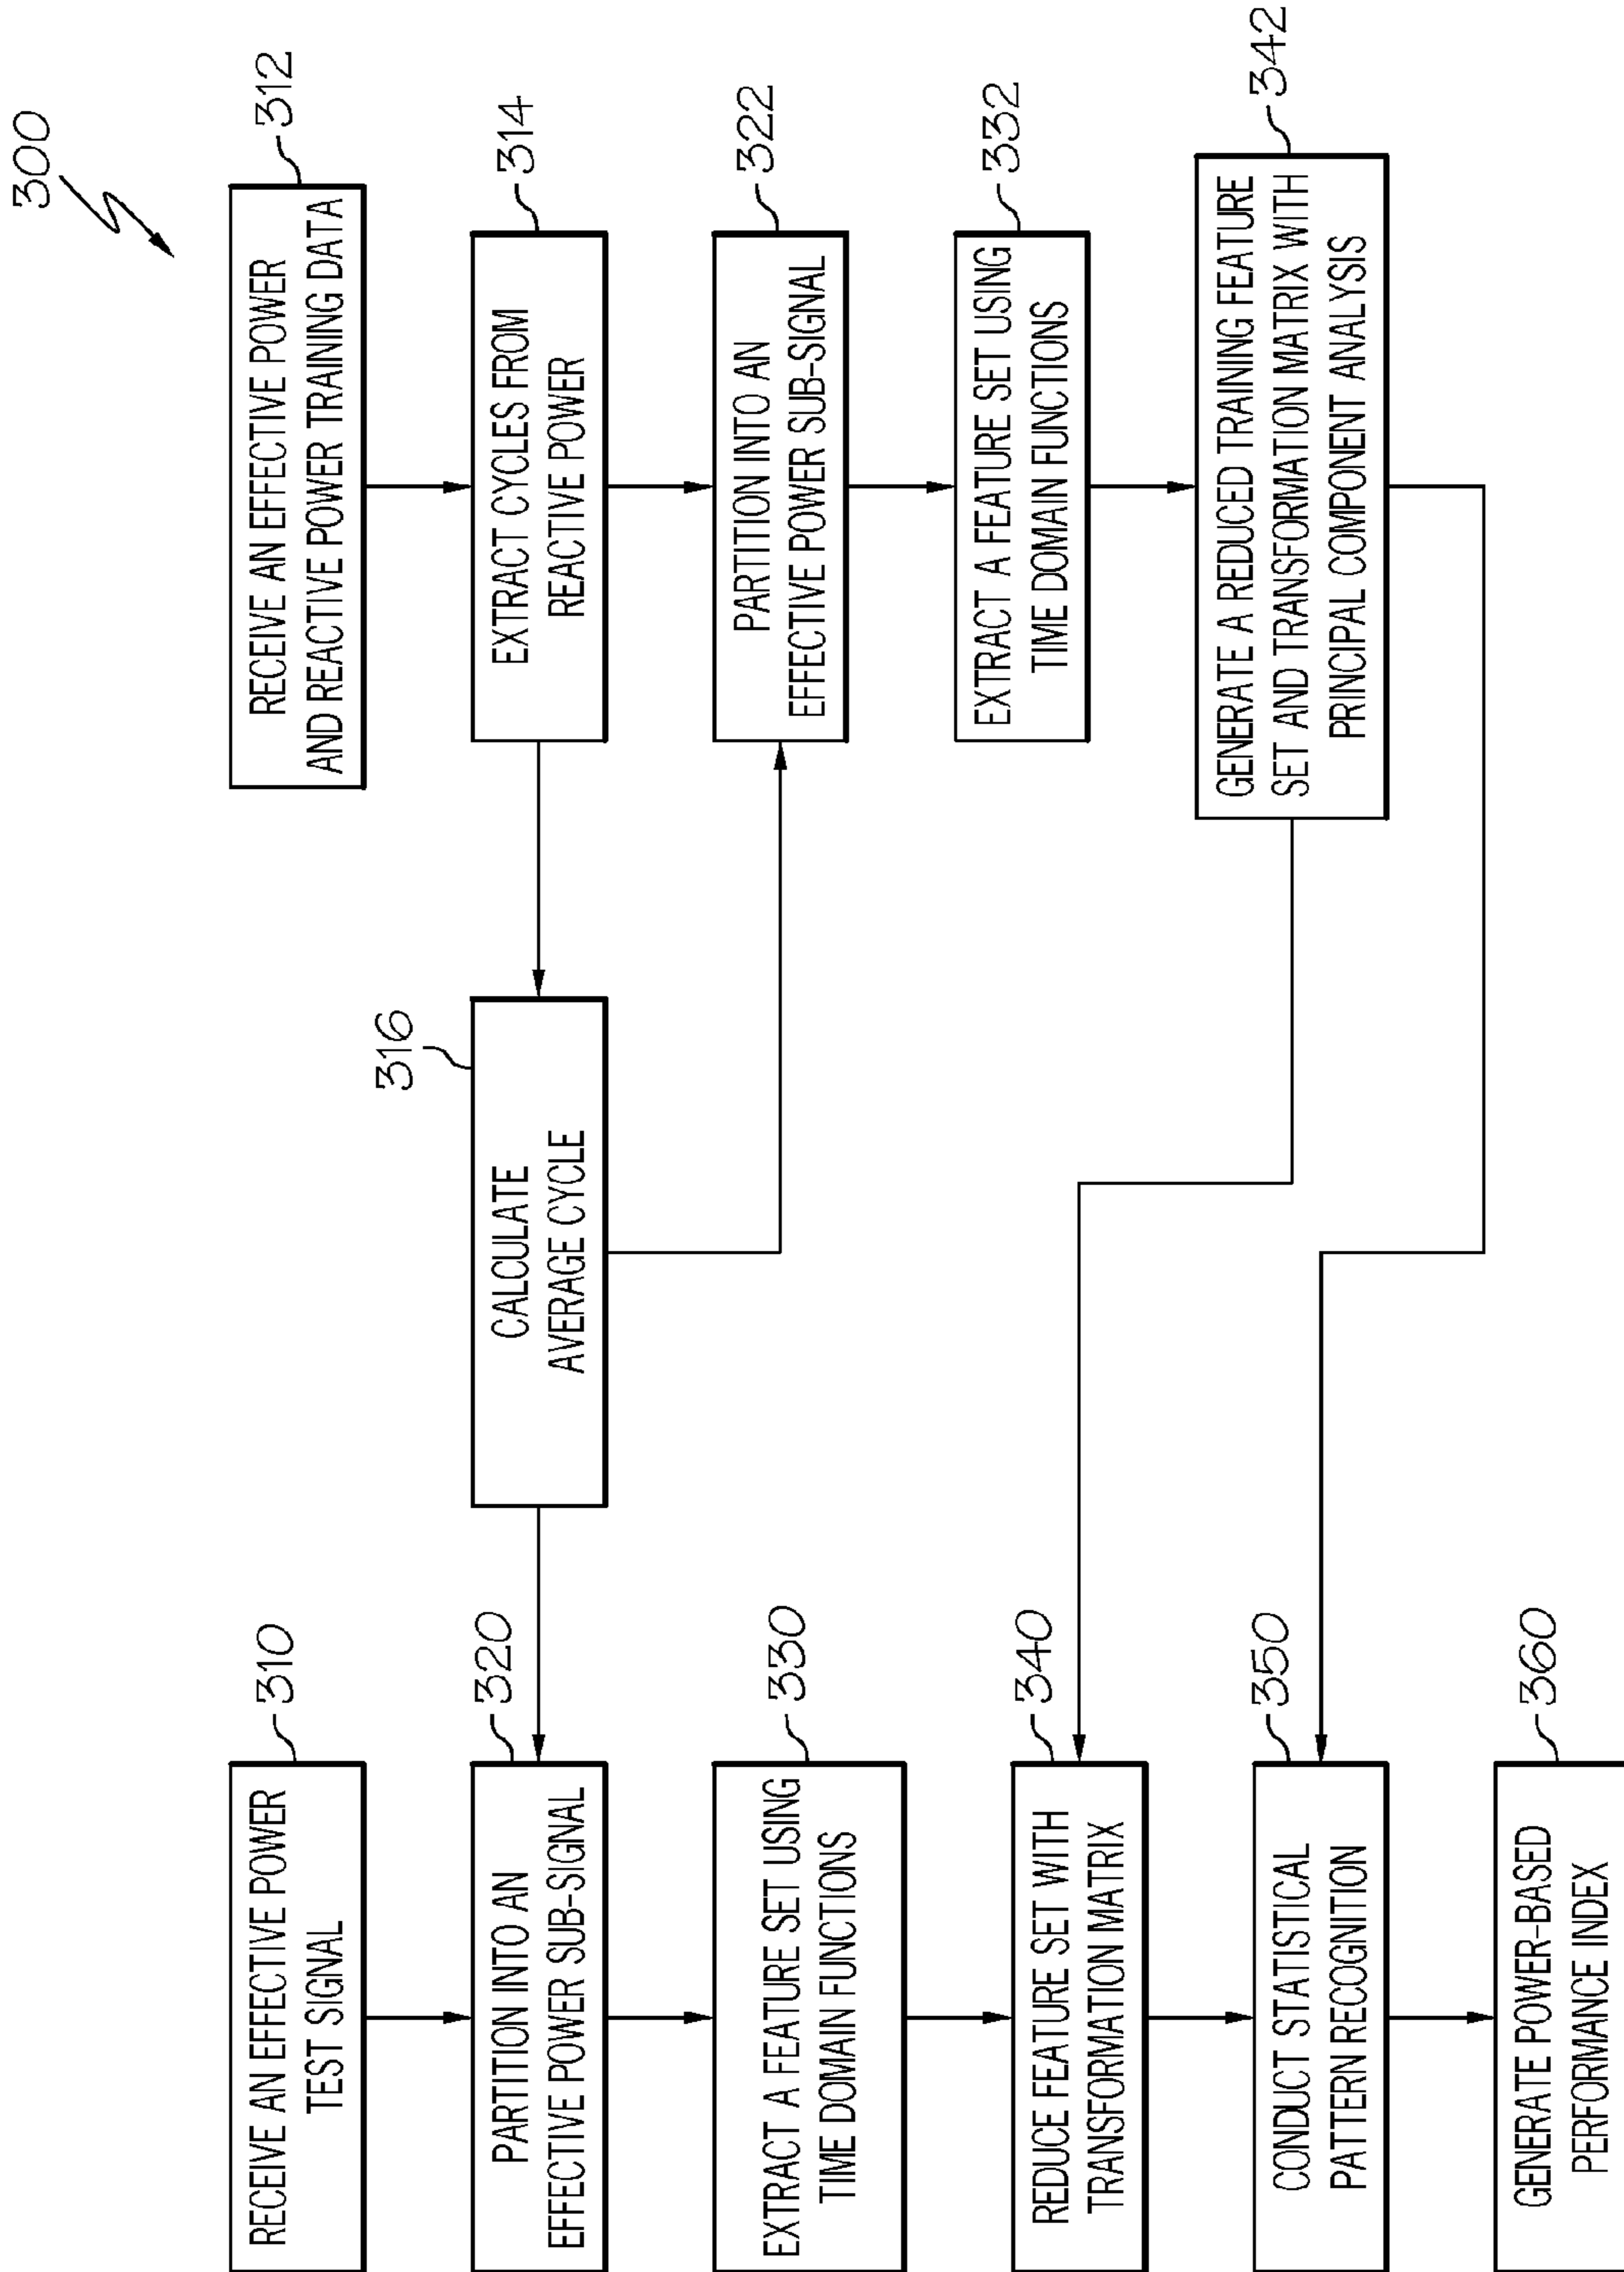 300
310
RECEIVE AN EFFECTIVE POWER
TEST SIGNAL
320
PARTITION INTO AN
EFFECTIVE POWER SUB-SIGNAL
330
EXTRACT A FEATURE SET USING
TIME DOMAIN FUNCTIONS
340
REDUCE FEATURE SET WITH
TRANSFORMATION MATRIX
350
CONDUCT STATISTICAL
PATTERN RECOGNITION
360
GENERATE POWER-BASED
PERFORMANCE INDEX
316
CALCULATE
AVERAGE CYCLE
312
RECEIVE AN EFFECTIVE POWER
AND REACTIVE POWER TRAINING DATA
314
EXTRACT CYCLES FROM
REACTIVE POWER
322
PARTITION INTO AN
EFFECTIVE POWER SUB-SIGNAL
332
EXTRACT A FEATURE SET USING
TIME DOMAIN FUNCTIONS
342
GENERATE A REDUCED TRAINING FEATURE
SET AND TRANSFORMATION MATRIX WITH
PRINCIPAL COMPONENT ANALYSIS